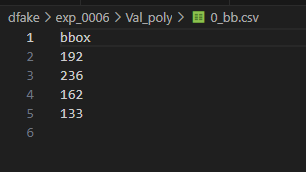 dfake > exp_0006 > Val_poly > 0_bb.csv
1 bbox
2 192
3 236
4 162
5 133
6